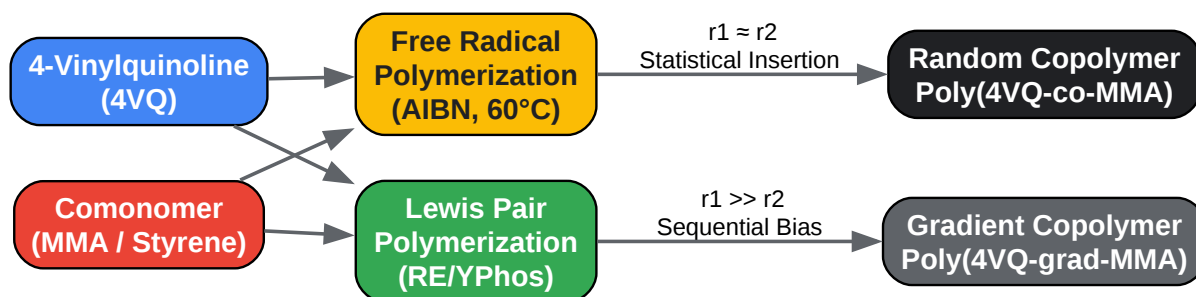 4-Vinylquinoline
(4VQ)
Comonomer
(MMA / Styrene)
Free Radical
Polymerization
(AIBN, 60°C)
Lewis Pair
Polymerization
(RE/YPhos)
r1 ≈ r2
Statistical Insertion
r1 >> r2
Sequential Bias
Random Copolymer
Poly(4VQ-co-MMA)
Gradient Copolymer
Poly(4VQ-grad-MMA)